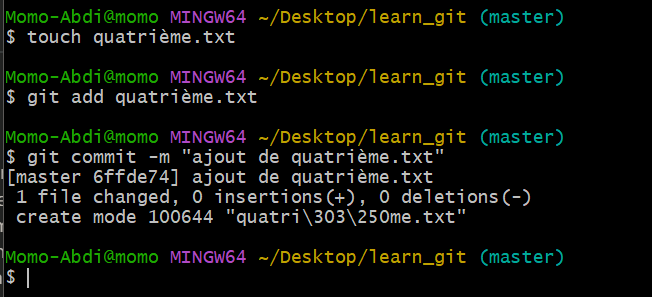 Momo-Abdi@momo MINGW64 ~/Desktop/learn_git (master)
$ touch quatrième.txt
Momo-Abdi@momo MINGW64 ~/Desktop/learn_git (master)
$ git add quatrième.txt
Momo-Abdi@momo MINGW64 ~/Desktop/learn_git (master)
$ git commit -m "ajout de quatrième.txt"
[master 6ffde74] ajout de quatrième.txt
 1 file changed, 0 insertions(+), 0 deletions(-)
 create mode 100644 "quatri\303\250me.txt"
Momo-Abdi@momo MINGW64 ~/Desktop/learn_git (master)
$